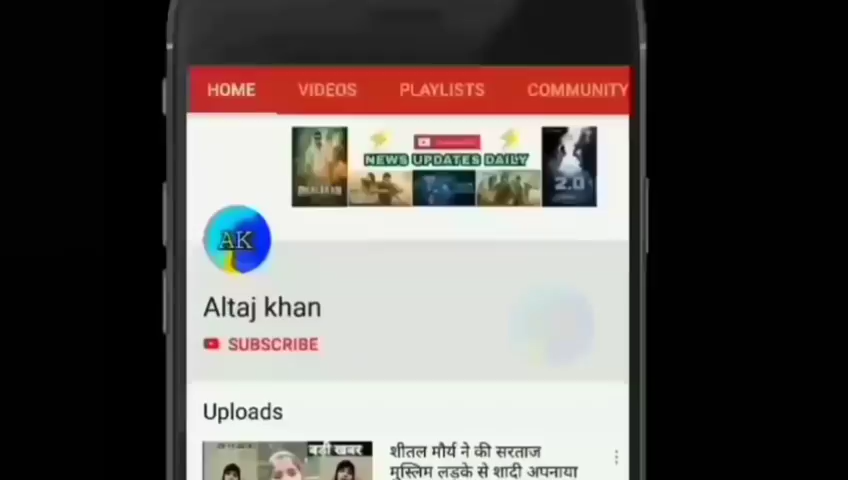 HOME VIDEOS PLAYLISTS COMMUNITY
NEWS UPDATES DAILY
2.0
AK
Altaj khan
SUBSCRIBE
Uploads
बड़ी खबर
शीतल मौर्य ने की सरताज
मुस्लिम लड़के से शादी अपनाया